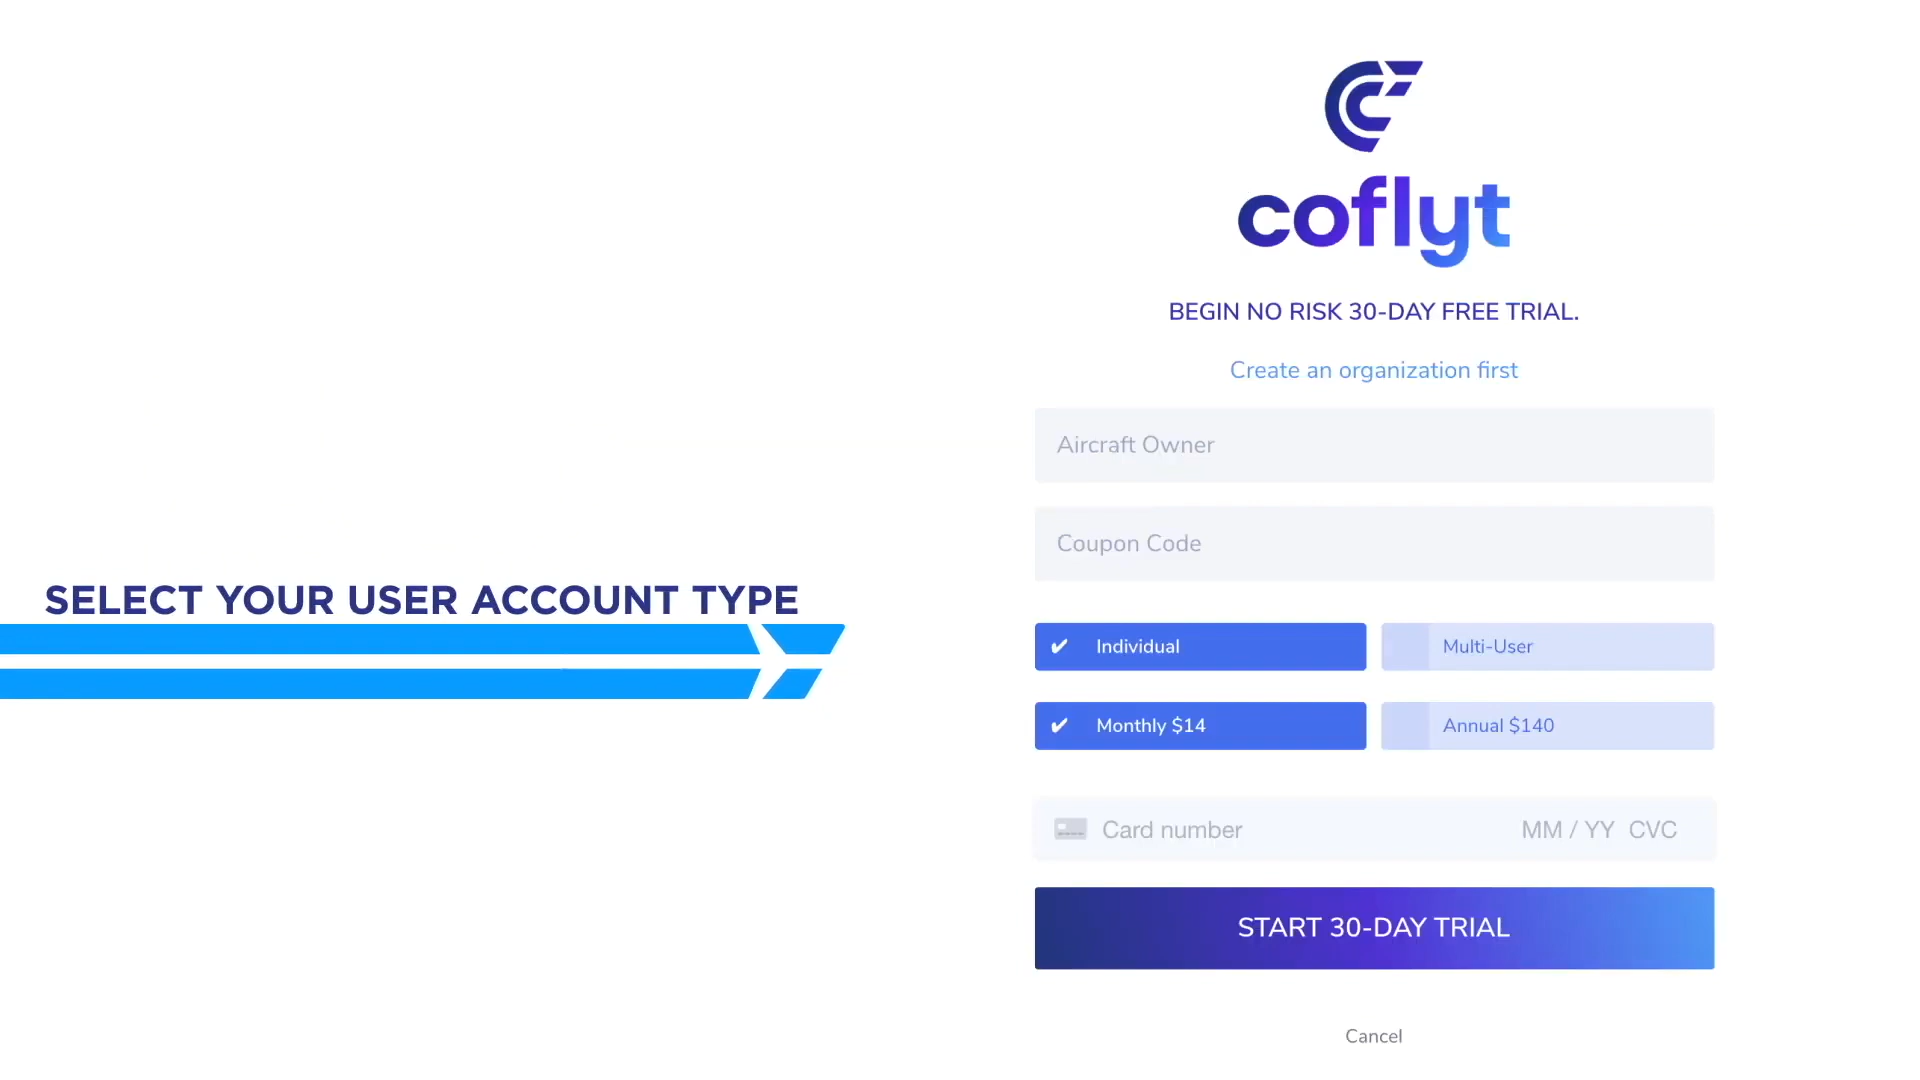 coflyt
BEGIN NO RISK 30-DAY FREE TRIAL.
Create an organization first
Aircraft Owner
Coupon Code
SELECT YOUR USER ACCOUNT TYPE
✔ Individual Multi-User
✔ Monthly $14 Annual $140
Card number MM / YY CVC
START 30-DAY TRIAL
Cancel